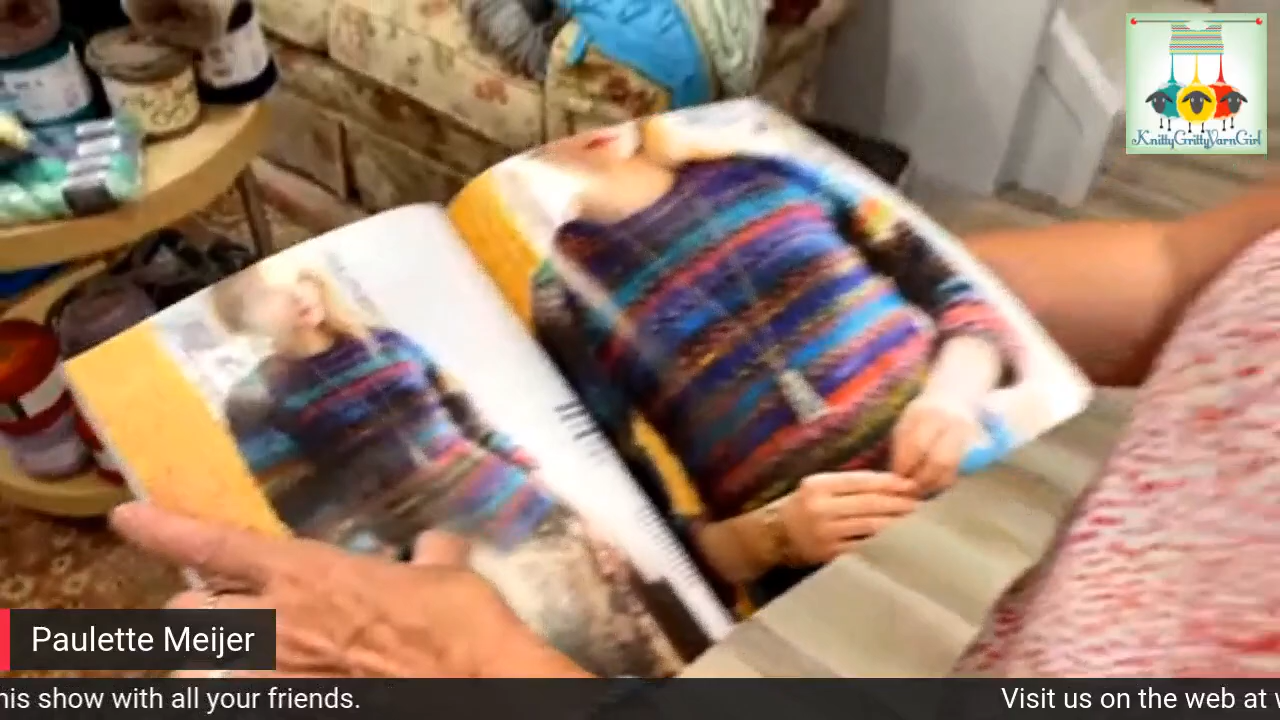 KnittyGrittyYarnGirl
Paulette Meijer
his show with all your friends.
Visit us on the web at w